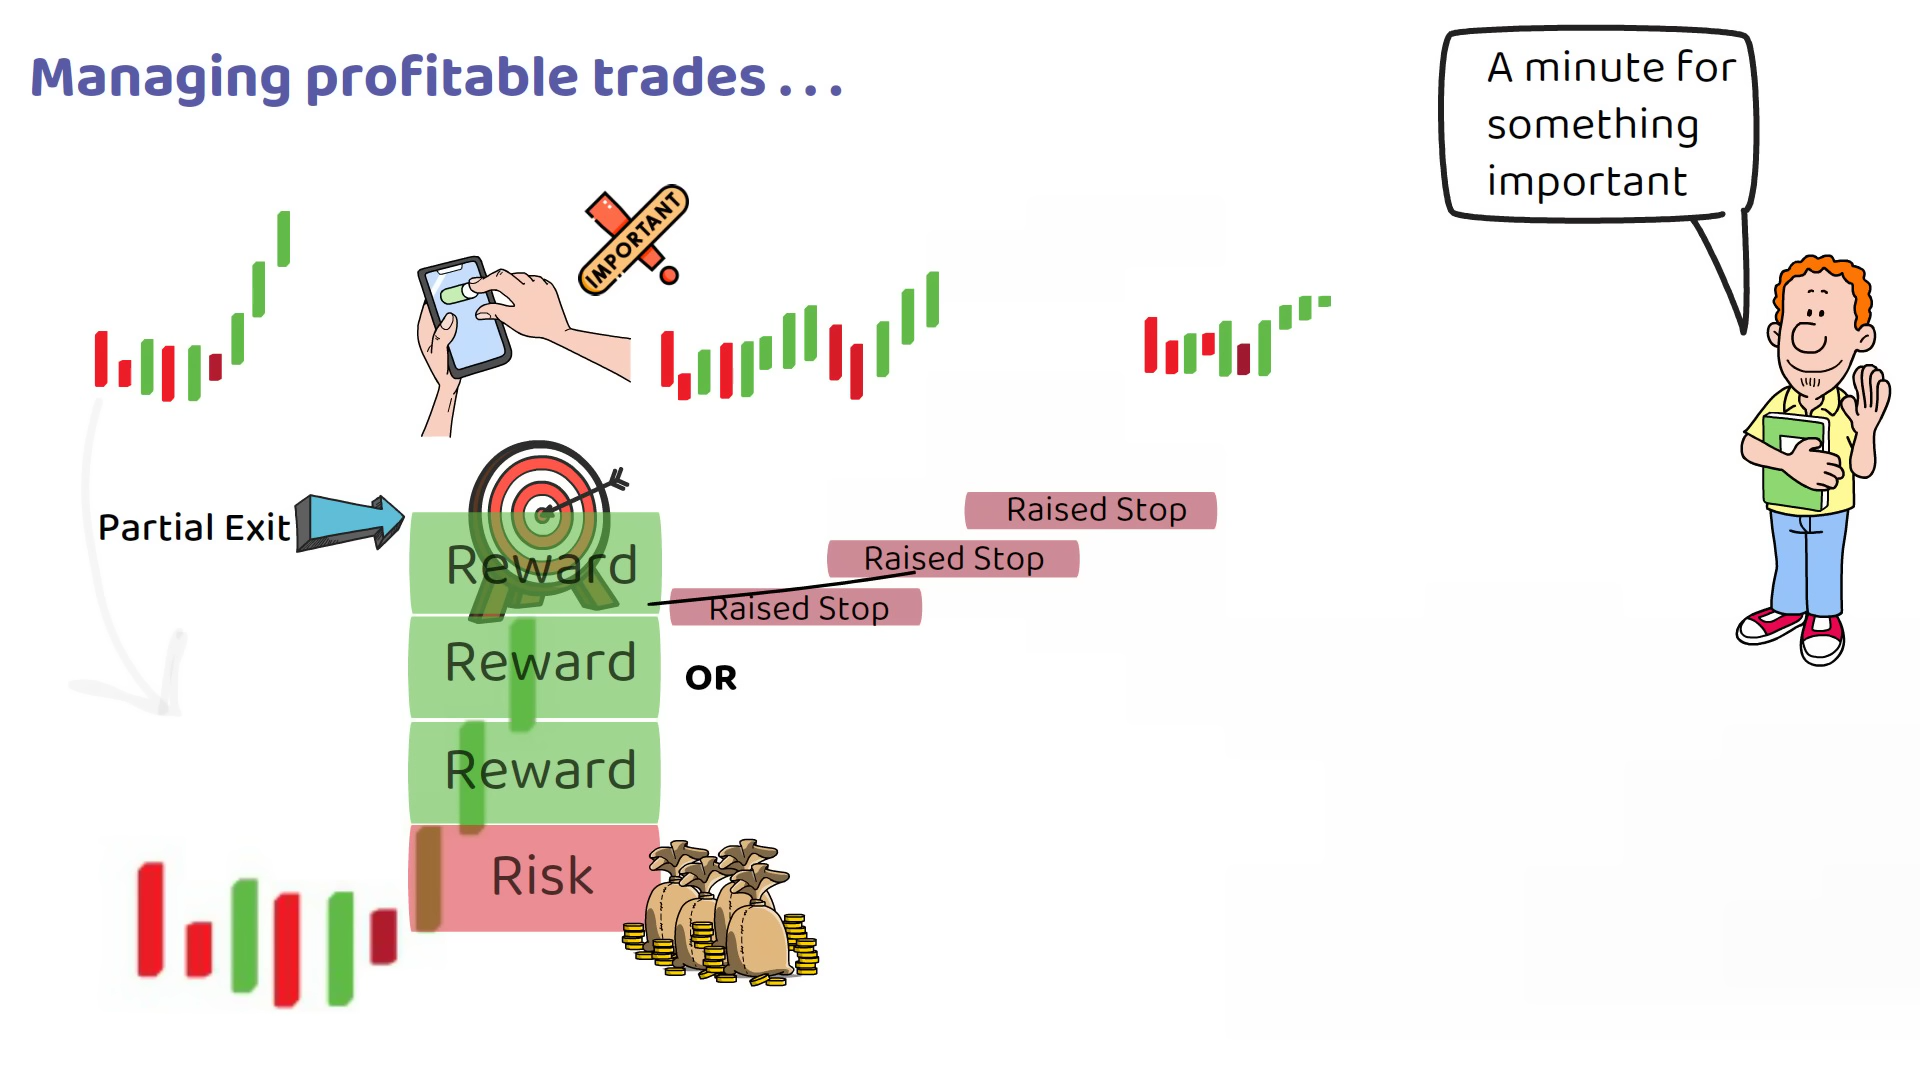 Managing profitable trades . . .
A minute for
something
important
IMPORTANT
Partial Exit
Raised Stop
Raised Stop
Raised Stop
Reward
Reward
OR
Reward
Risk